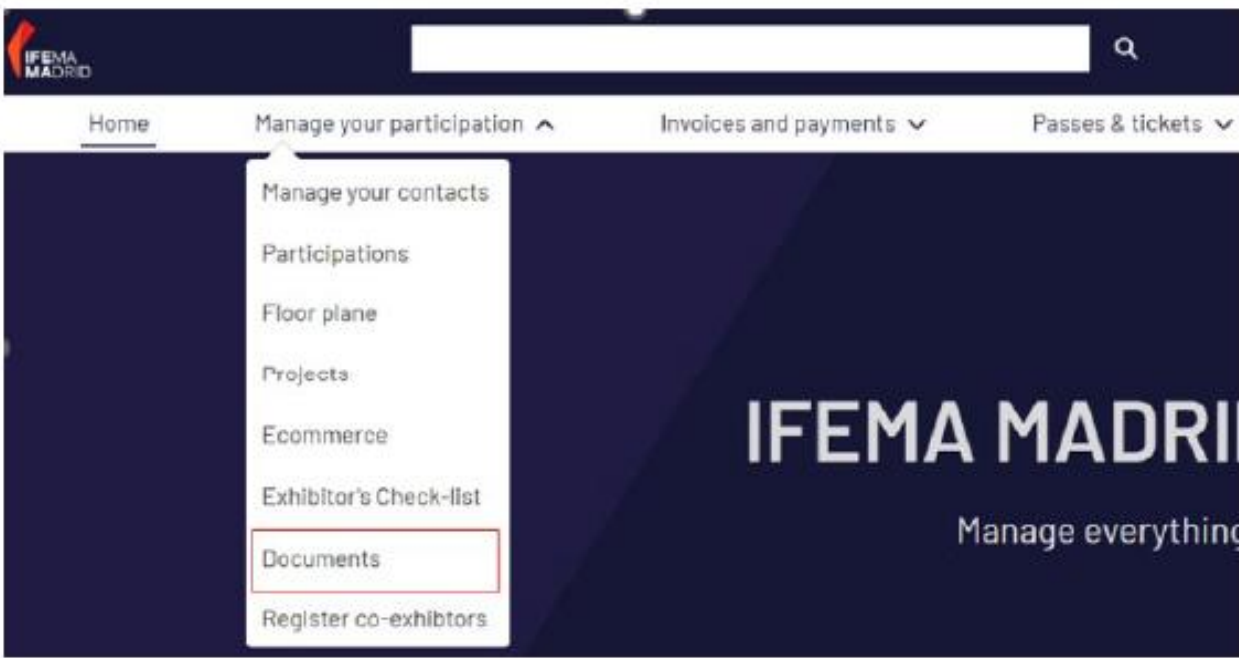 IFEMA
MADRID
Home Manage your participation Invoices and payments Passes & tickets
Manage your contacts
Participations
Floor plane
Projects
Ecommerce
Exhibitor's Check-list
Documents
Register co-exhibtors
IFEMA MADRI
Manage everything